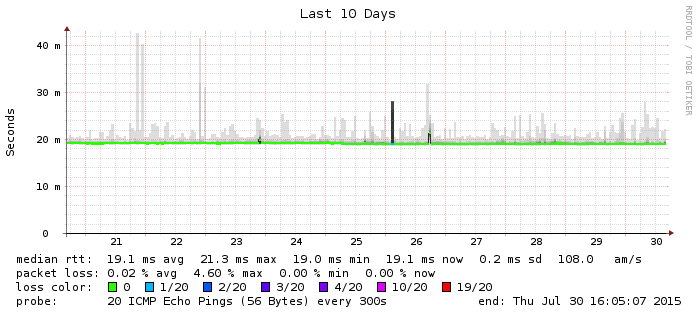 Last 10 Days
RRDTOOL / TOBI OETIKER
Seconds
40 m
30 m
20 m
10 m
0
21 22 23 24 25 26 27 28 29 30
median rtt: 19.1 ms avg 21.3 ms max 19.0 ms min 19.1 ms now 0.2 ms sd 108.0 am/s
packet loss: 0.02 % avg 4.60 % max 0.00 % min 0.00 % now
loss color: 0 1/20 2/20 3/20 4/20 10/20 19/20
probe: 20 ICMP Echo Pings (56 Bytes) every 300s end: Thu Jul 30 16:05:07 2015